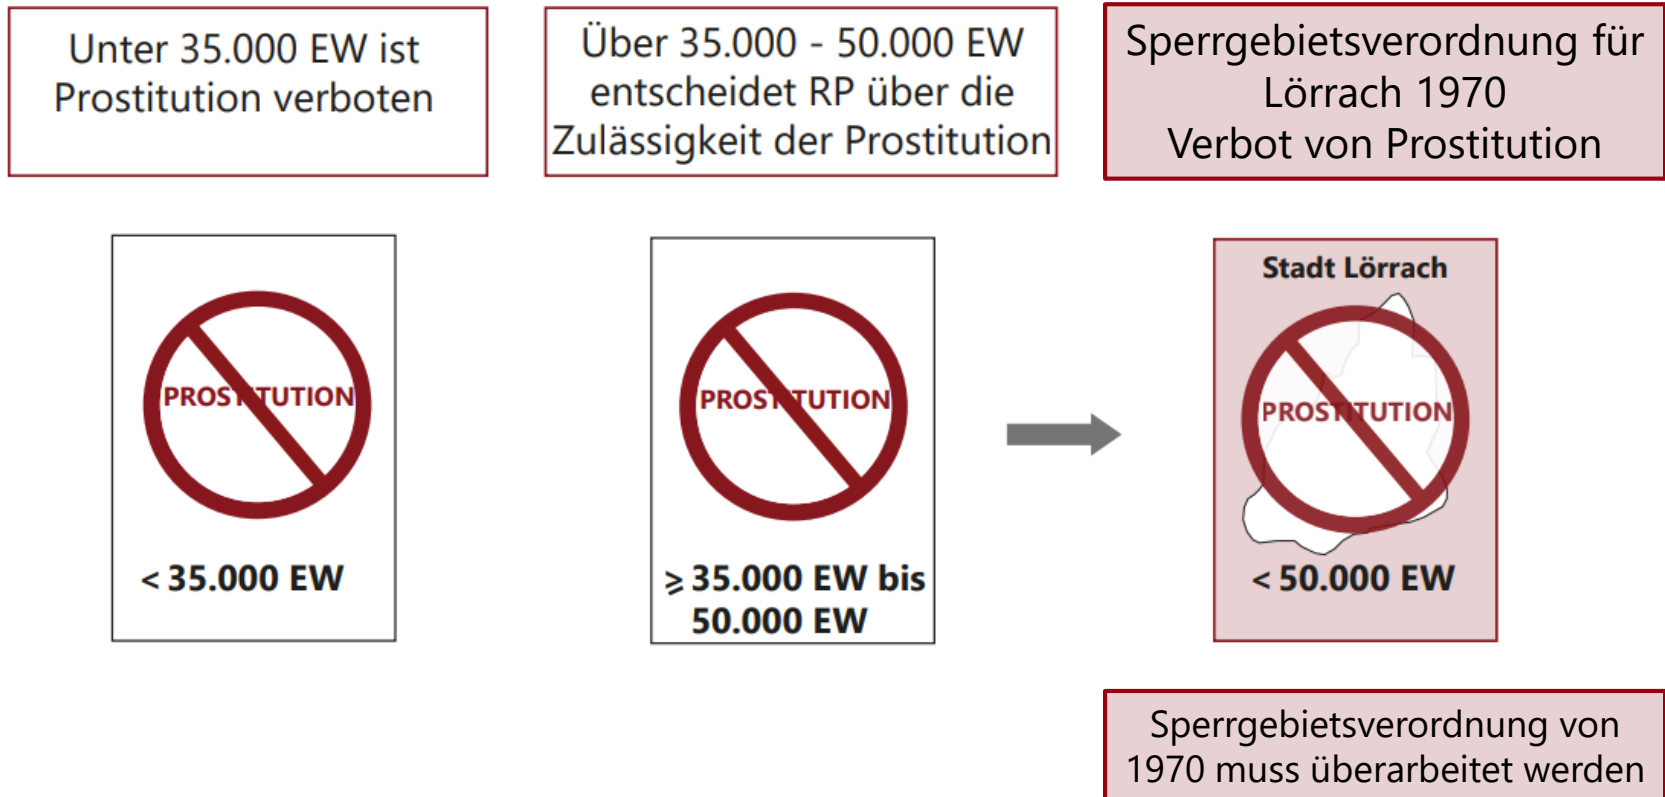 Unter 35.000 EW ist
Prostitution verboten
Über 35.000 - 50.000 EW
entscheidet RP über die
Zulässigkeit der Prostitution
Sperrgebietsverordnung für
Lörrach 1970
Verbot von Prostitution
PROSTITUTION
< 35.000 EW
PROSTITUTION
⩾ 35.000 EW bis
50.000 EW
Stadt Lörrach
PROSTITUTION
< 50.000 EW
Sperrgebietsverordnung von
1970 muss überarbeitet werden